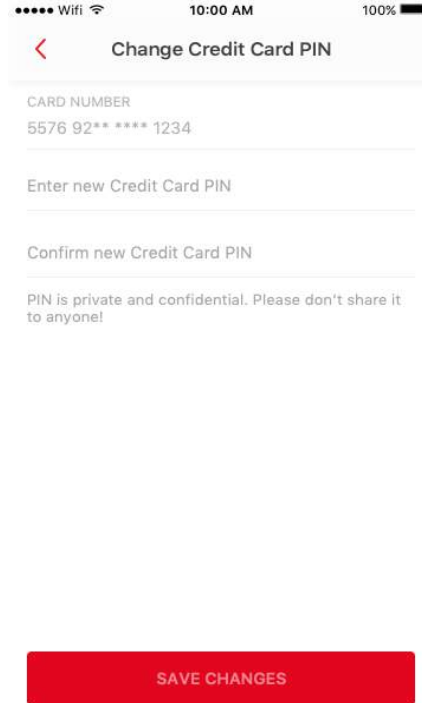 Wifi 10:00 AM 100%
Change Credit Card PIN
CARD NUMBER
5576 92** **** 1234
Enter new Credit Card PIN
Confirm new Credit Card PIN
PIN is private and confidential. Please don't share it
to anyone!
SAVE CHANGES